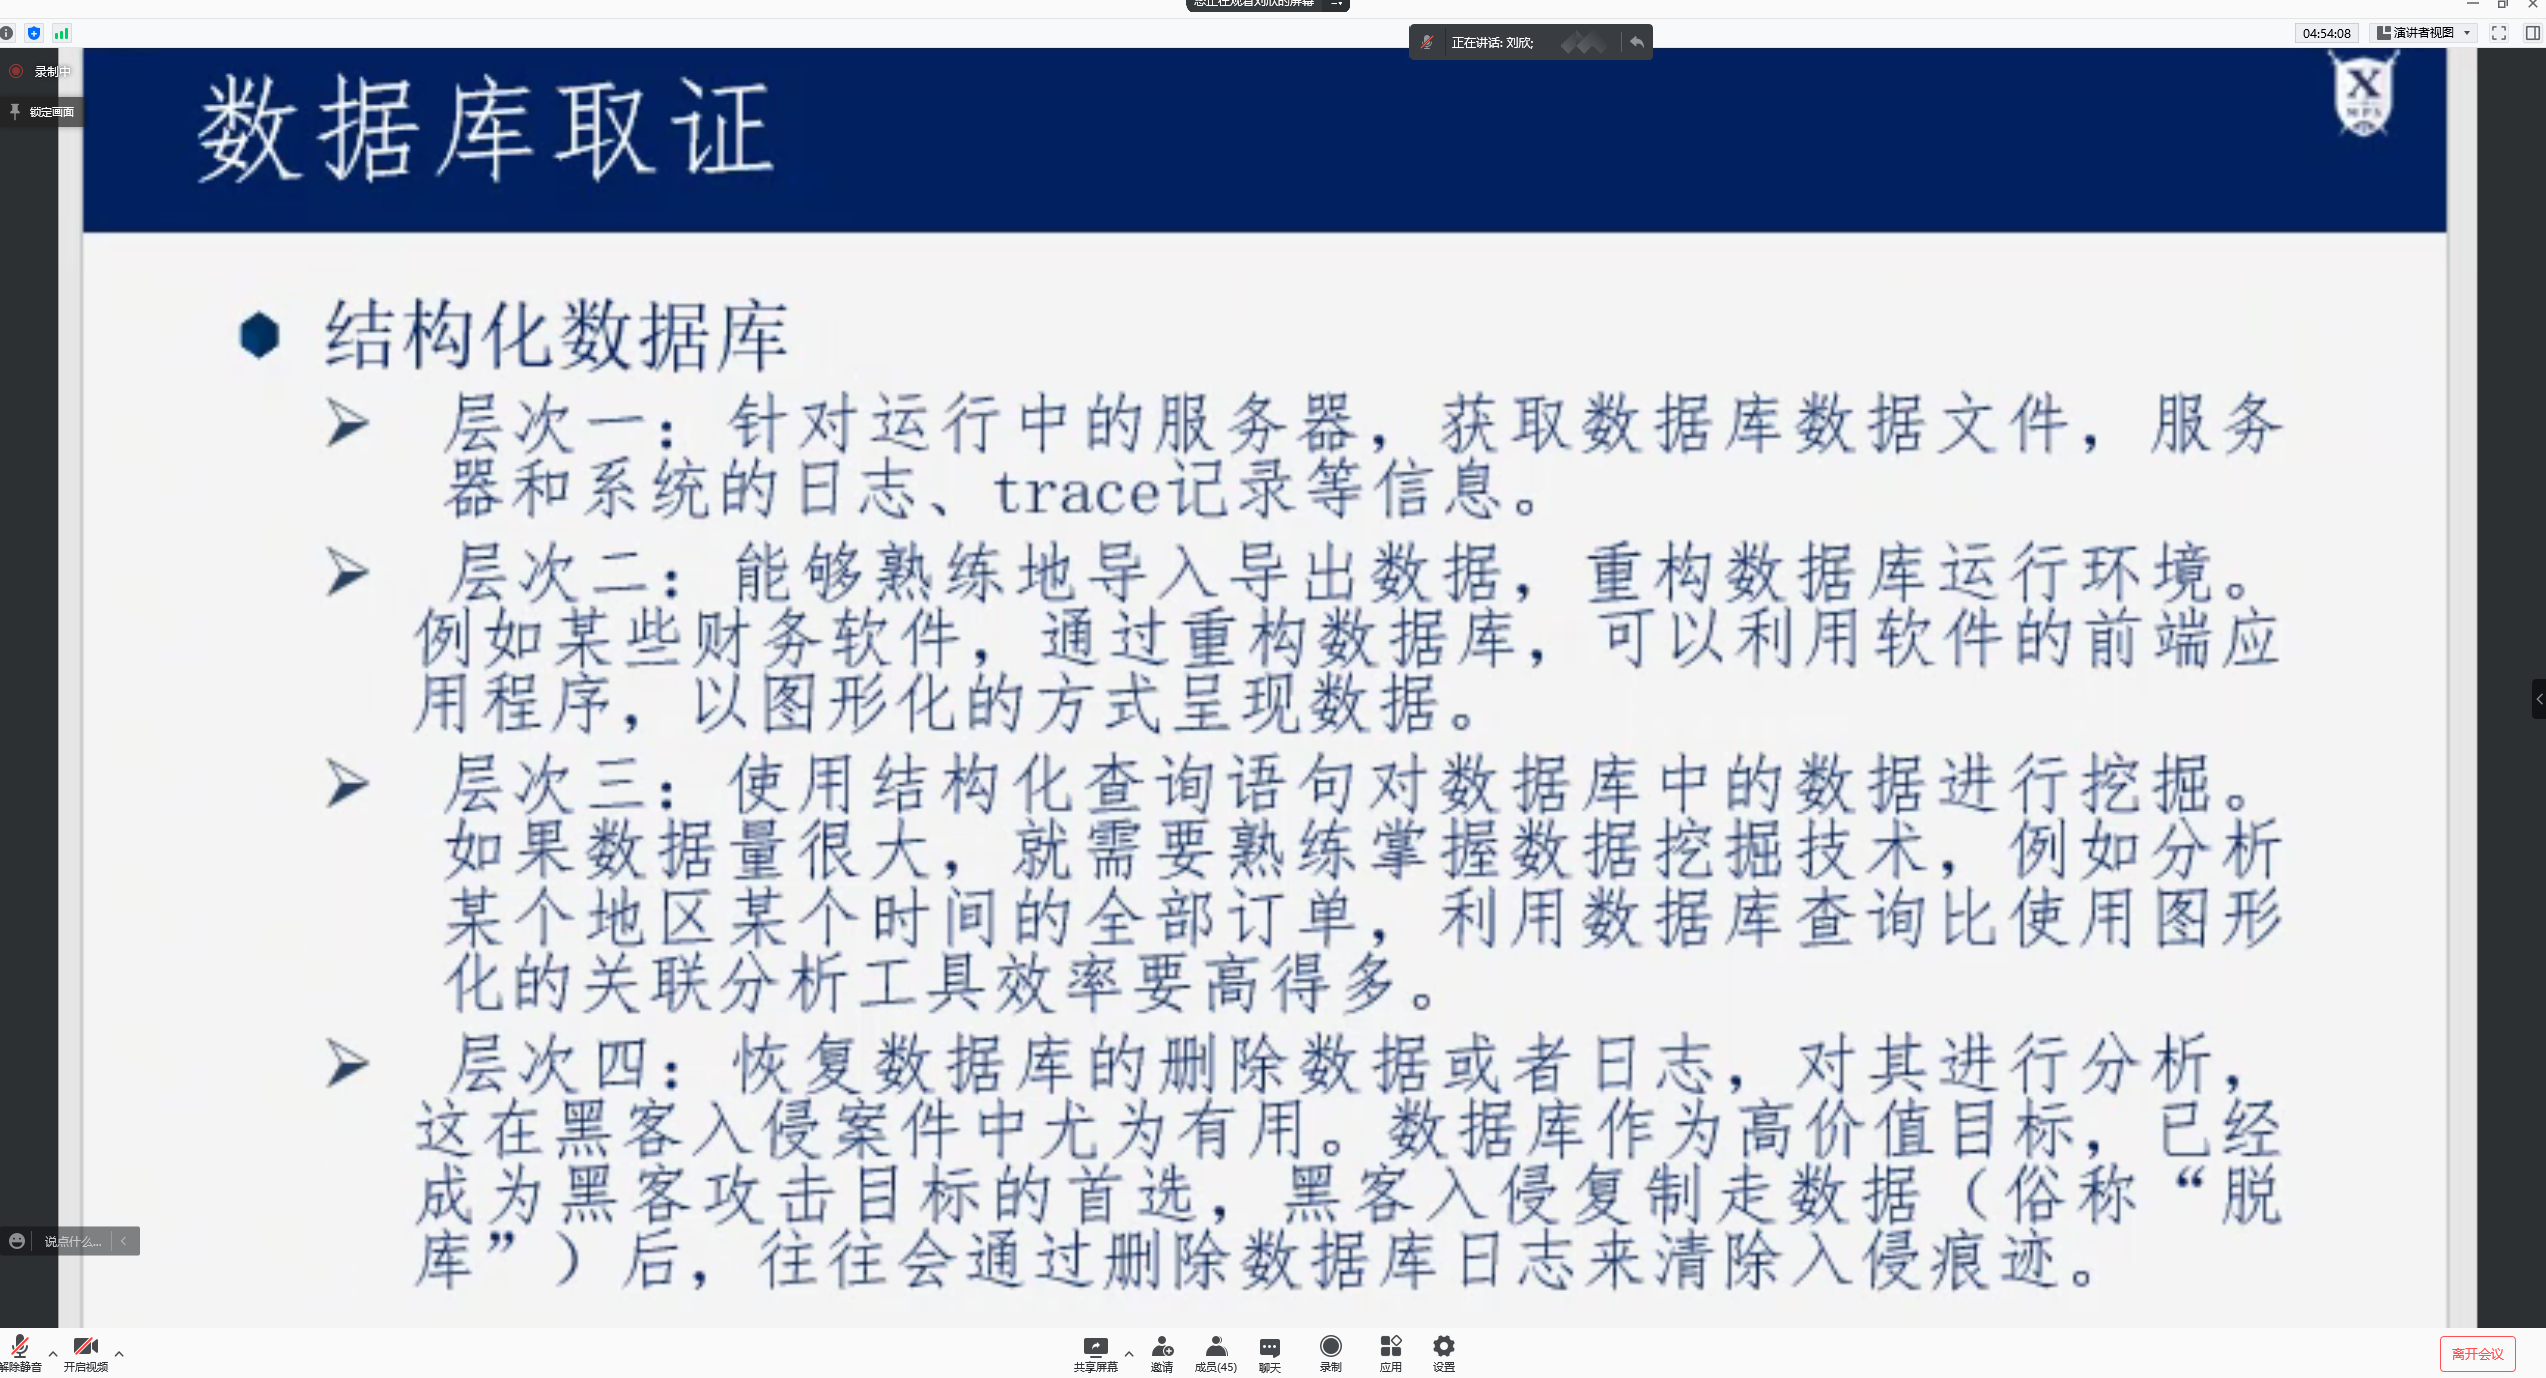 您正在观看刘欣的屏幕
正在讲话: 刘欣;
04:54:08
演讲者视图
录制中
锁定画面
数据库取证
X
结构化数据库
层次一：针对运行中的服务器，获取数据库数据文件，服务
器和系统的日志、trace记录等信息。
层次二：能够熟练地导入导出数据，重构数据库运行环境。
例如某些财务软件，通过重构数据库，可以利用软件的前端应
用程序，以图形化的方式呈现数据。
层次三：使用结构化查询语句对数据库中的数据进行挖掘。
如果数据量很大，就需要熟练掌握数据挖掘技术，例如分析
某个地区某个时间的全部订单，利用数据库查询比使用图形
化的关联分析工具效率要高得多。
层次四：恢复数据库的删除数据或者日志，对其进行分析，
这在黑客入侵案件中尤为有用。数据库作为高价值目标，已经
成为黑客攻击目标的首选，黑客入侵复制走数据（俗称“脱
库”）后，往往会通过删除数据库日志来清除入侵痕迹。
说点什么...
解除静音
开启视频
共享屏幕
邀请
成员(45)
聊天
录制
应用
设置
离开会议